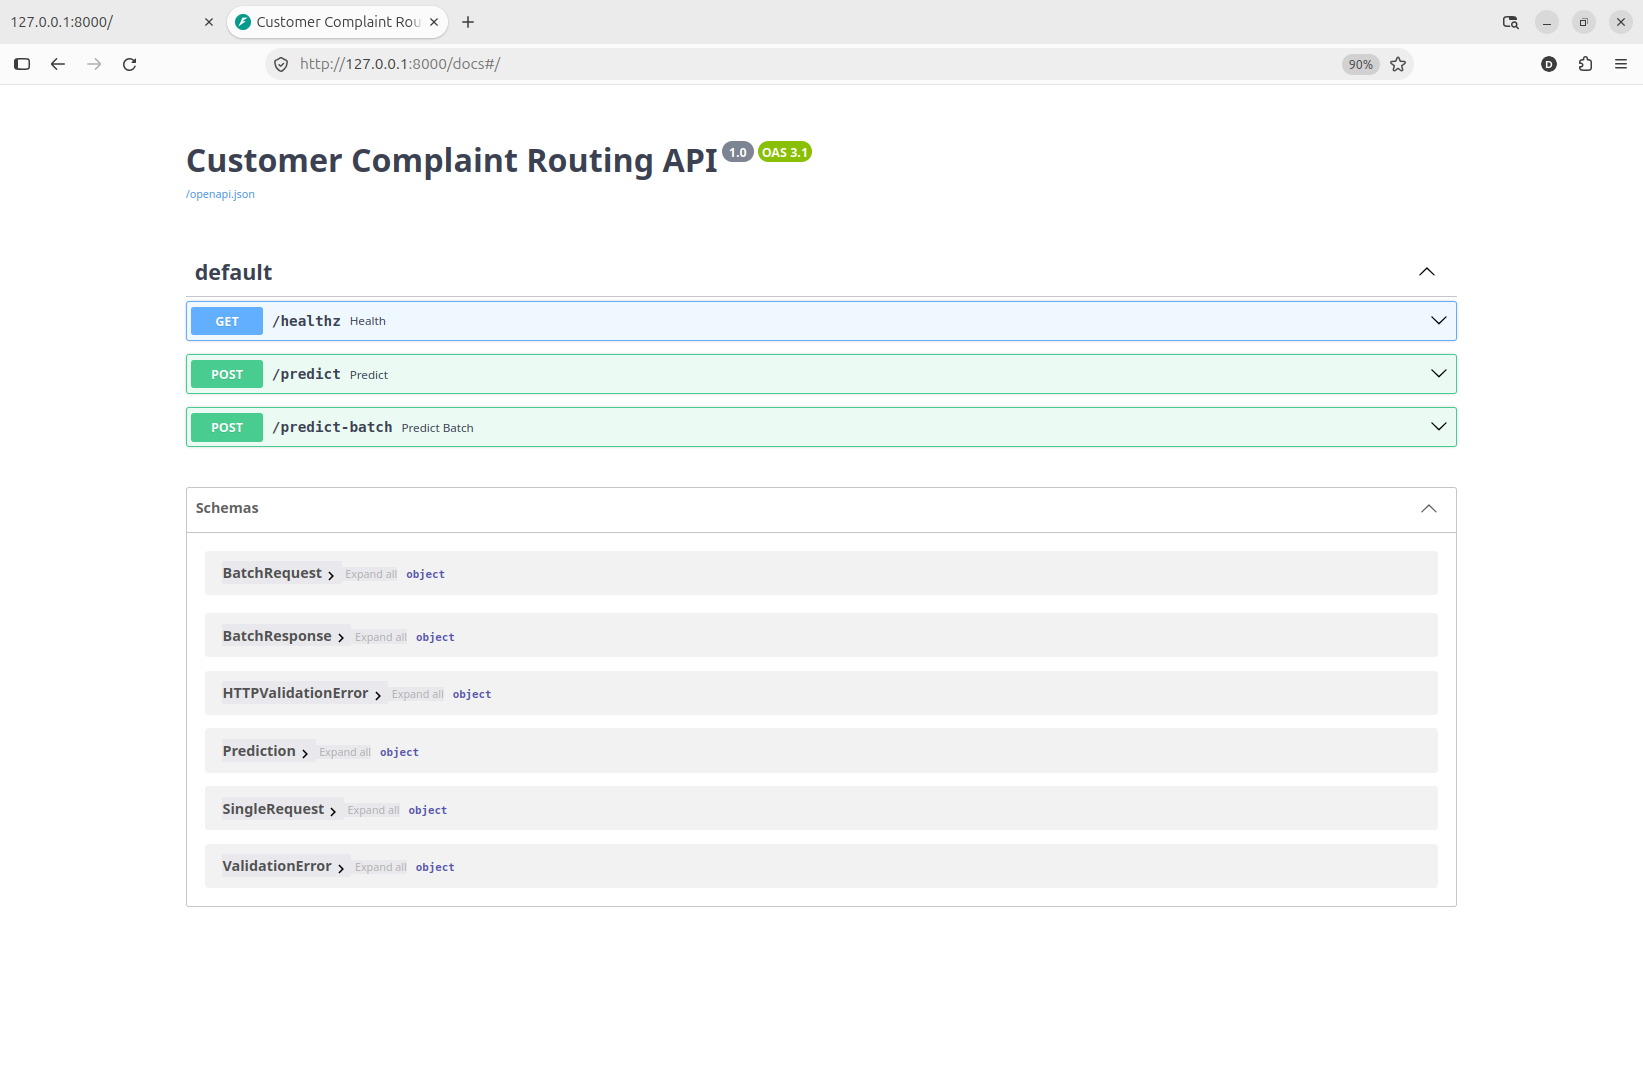 127.0.0.1:8000/
Customer Complaint Rou
http://127.0.0.1:8000/docs#/
90%
D
Customer Complaint Routing API 1.0 OAS 3.1
/openapi.json
default
GET /healthz Health
POST /predict Predict
POST /predict-batch Predict Batch
Schemas
BatchRequest Expand all object
BatchResponse Expand all object
HTTPValidationError Expand all object
Prediction Expand all object
SingleRequest Expand all object
ValidationError Expand all object